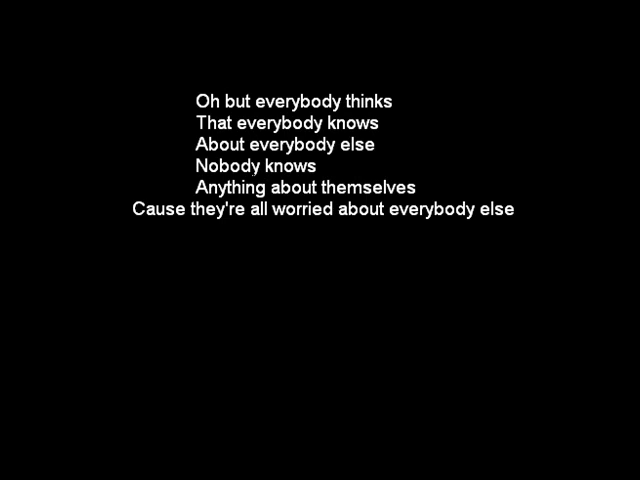 Oh but everybody thinks
That everybody knows
About everybody else
Nobody knows
Anything about themselves
Cause they're all worried about everybody else